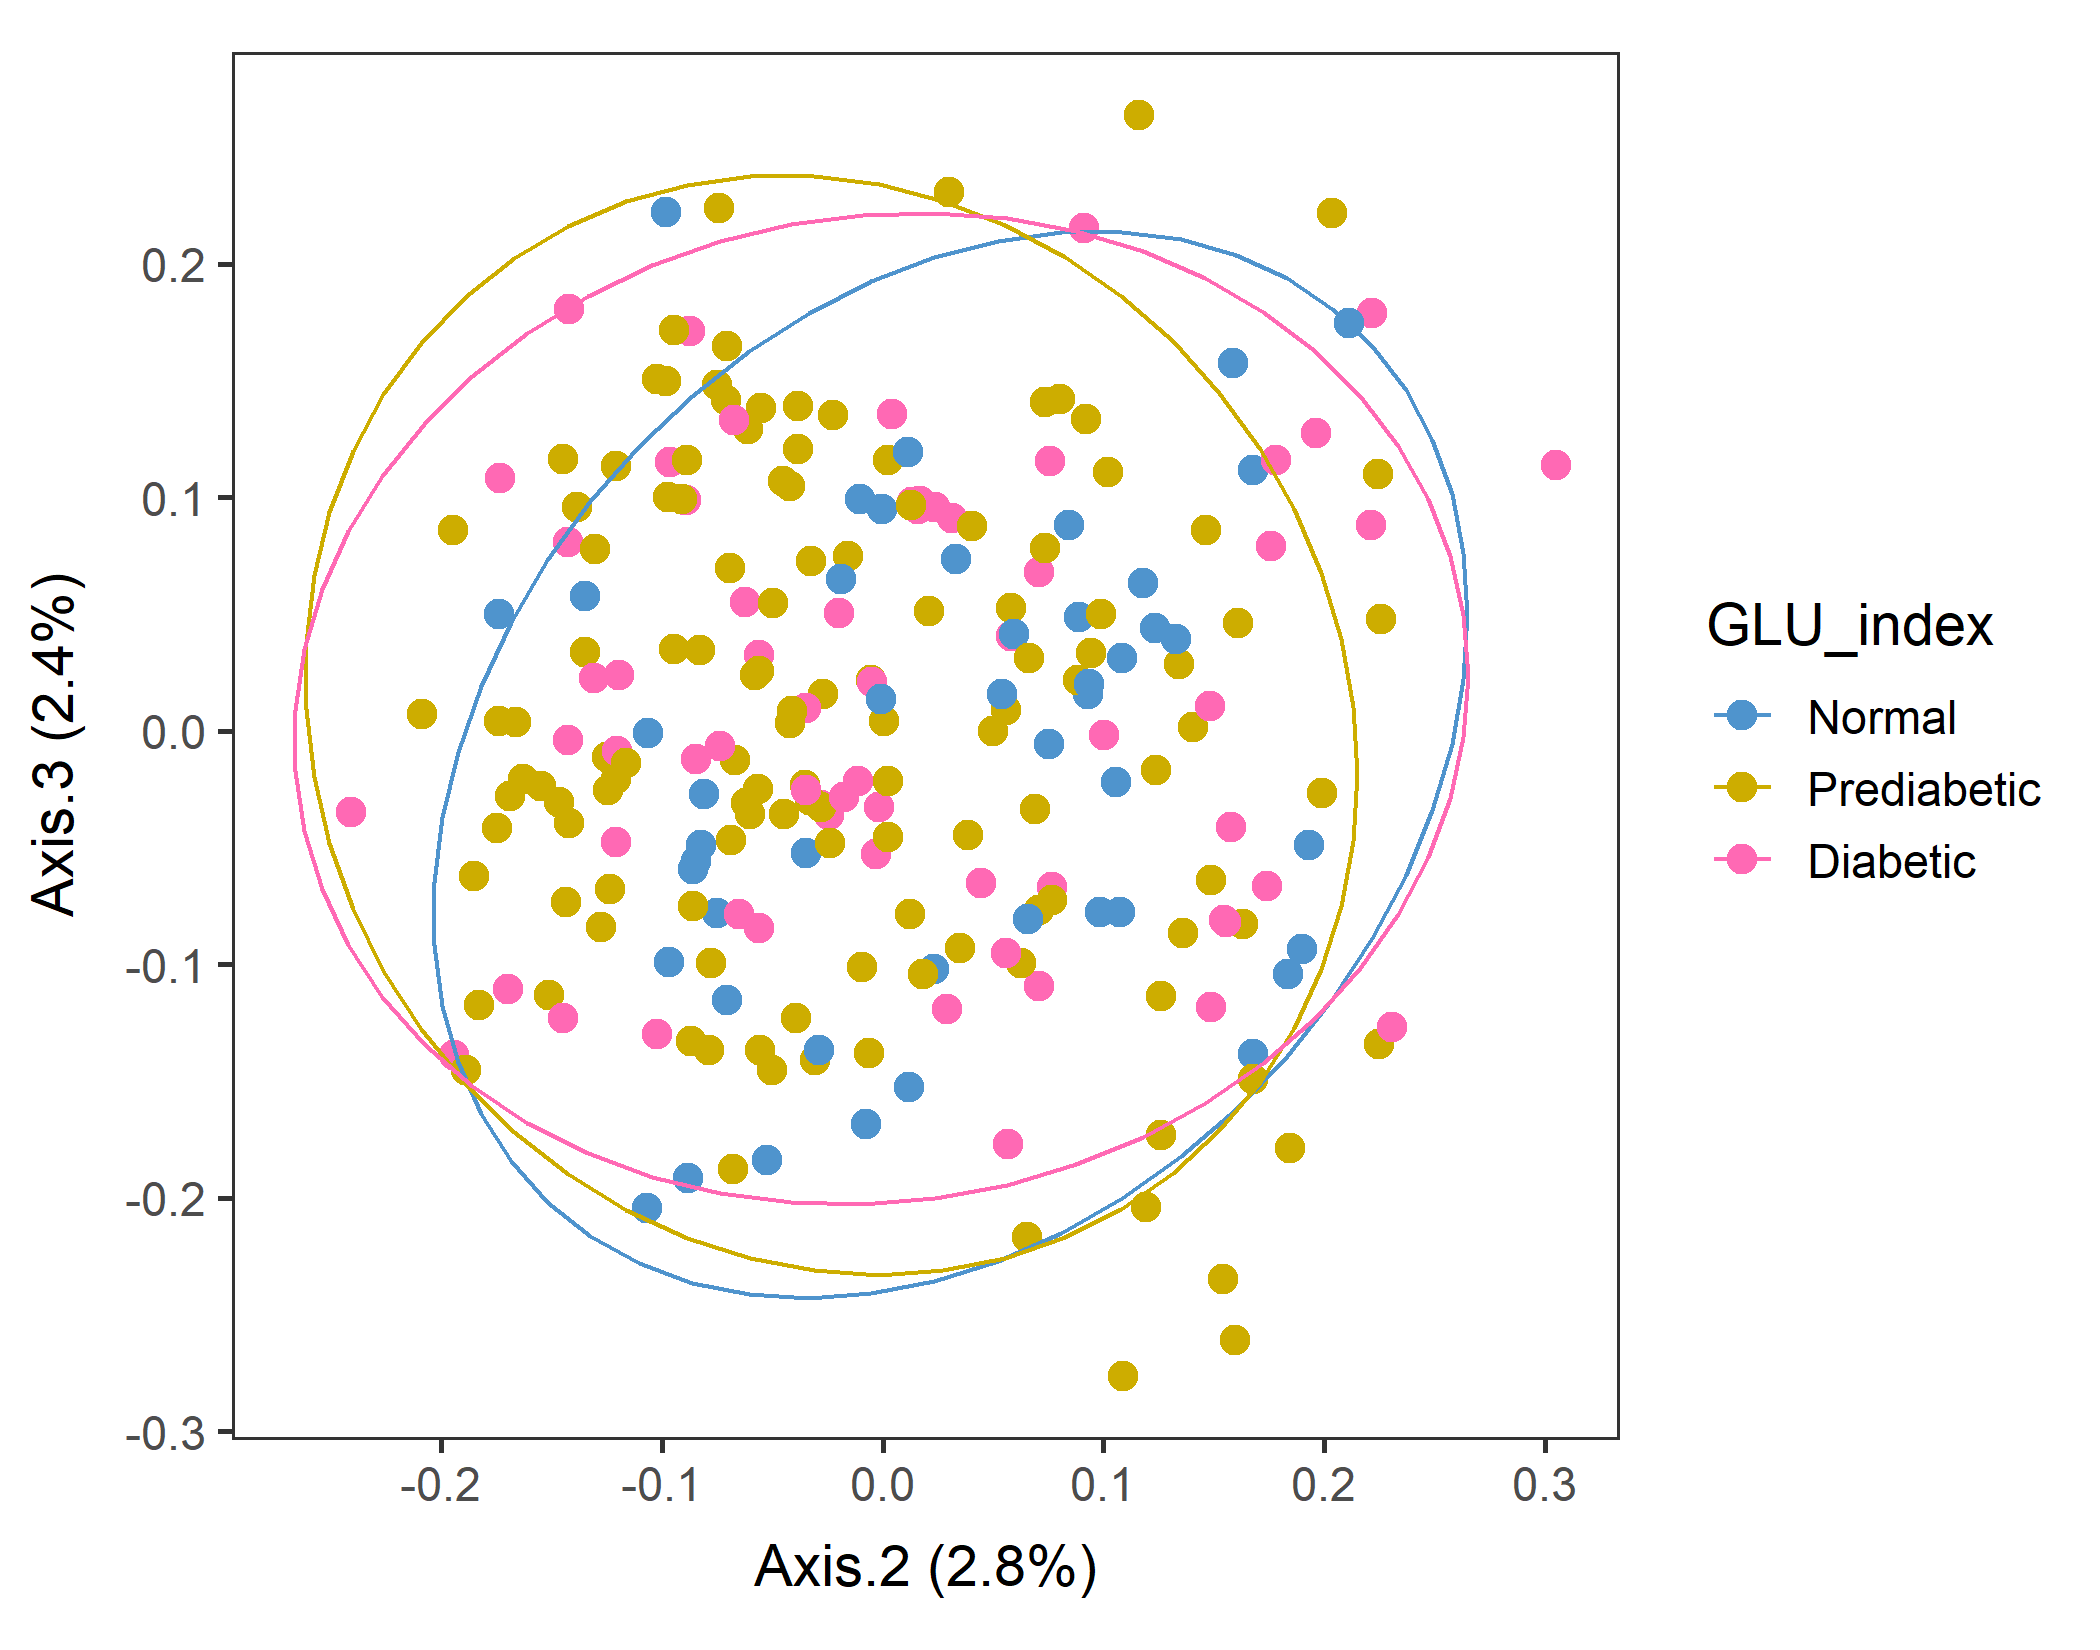 0.2
0.1
0.0
-0.1
-0.2
-0.3
-0.2
-0.1
0.0
0.1
0.2
0.3
Axis.2 (2.8%)
Axis.3 (2.4%)
GLU_index
Normal
Prediabetic
Diabetic